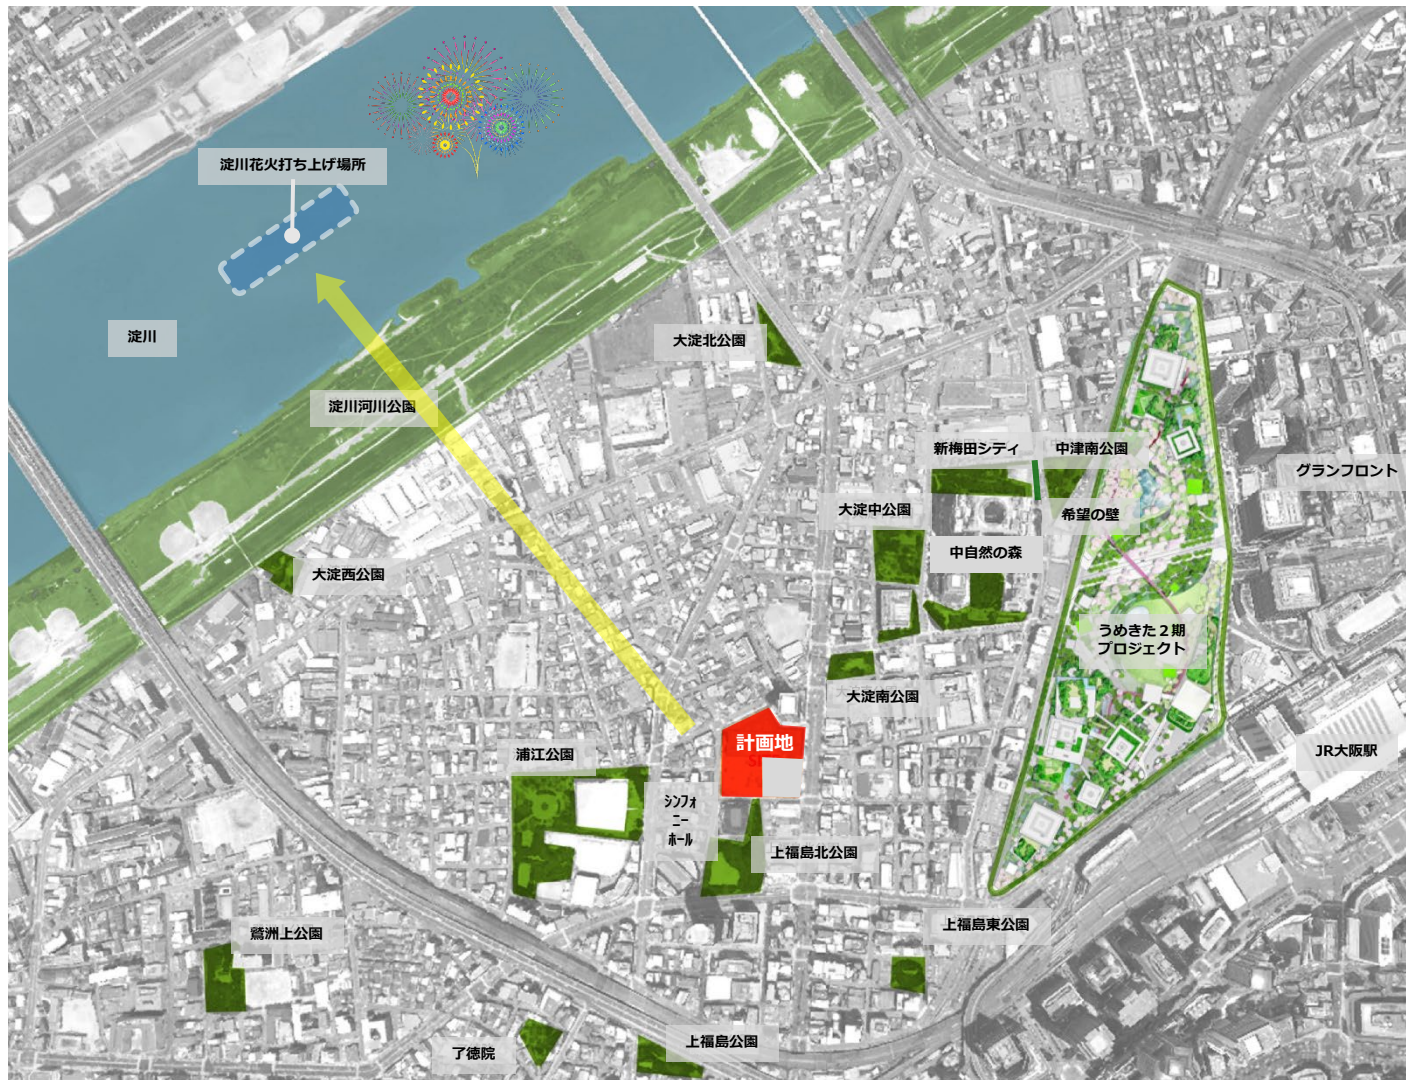 淀川花火打ち上げ場所
淀川
大淀北公園
淀川河川公園
新梅田シティ
中津南公園
グランフロント
大淀中公園
希望の壁
中自然の森
大淀西公園
うめきた２期
プロジェクト
大淀南公園
計画地
JR大阪駅
浦江公園
ｼﾝﾌｫ
ニー
ﾎｰﾙ
上福島北公園
上福島東公園
鷺洲上公園
上福島公園
了徳院